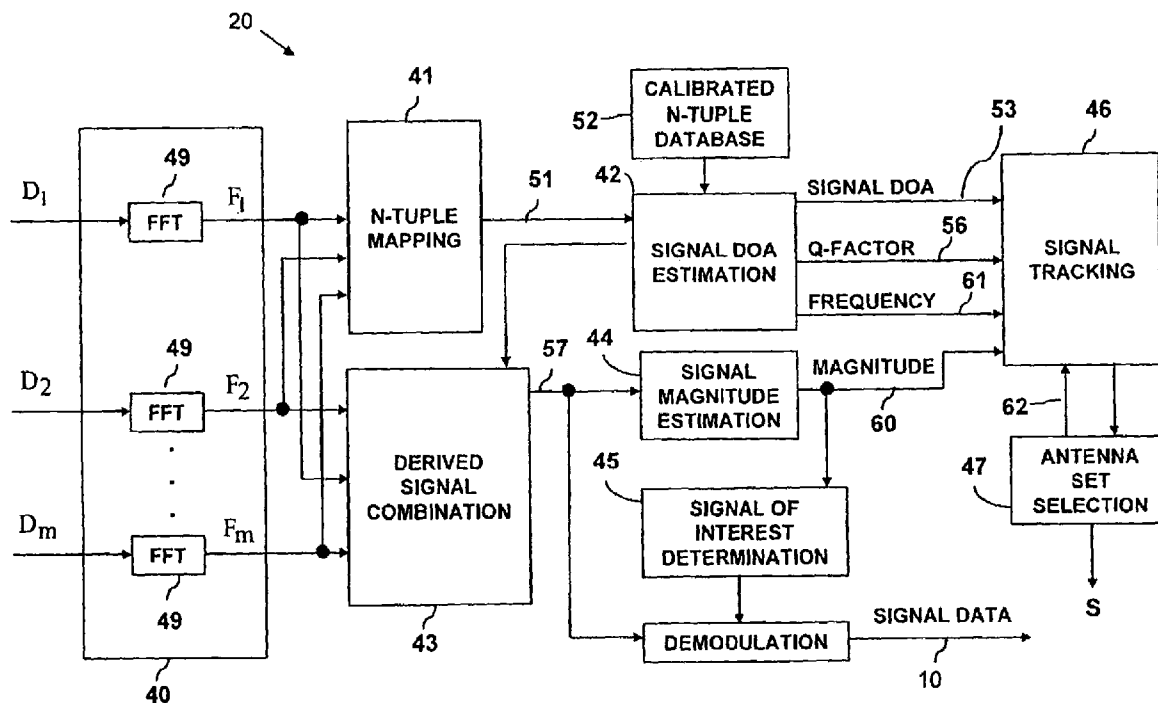 20
41
CALIBRATED
N-TUPLE
DATABASE
52
53
46
49
D1
FFT
F1
N-TUPLE
MAPPING
51
42
SIGNAL DOA
ESTIMATION
SIGNAL DOA
Q-FACTOR
56
FREQUENCY
61
SIGNAL
TRACKING
49
D2
FFT
F2
57
44
SIGNAL
MAGNITUDE
ESTIMATION
MAGNITUDE
60
62
DERIVED
SIGNAL
COMBINATION
45
SIGNAL OF
INTEREST
DETERMINATION
47
ANTENNA
SET
SELECTION
Dm
FFT
Fm
49
43
S
DEMODULATION
SIGNAL DATA
10
40